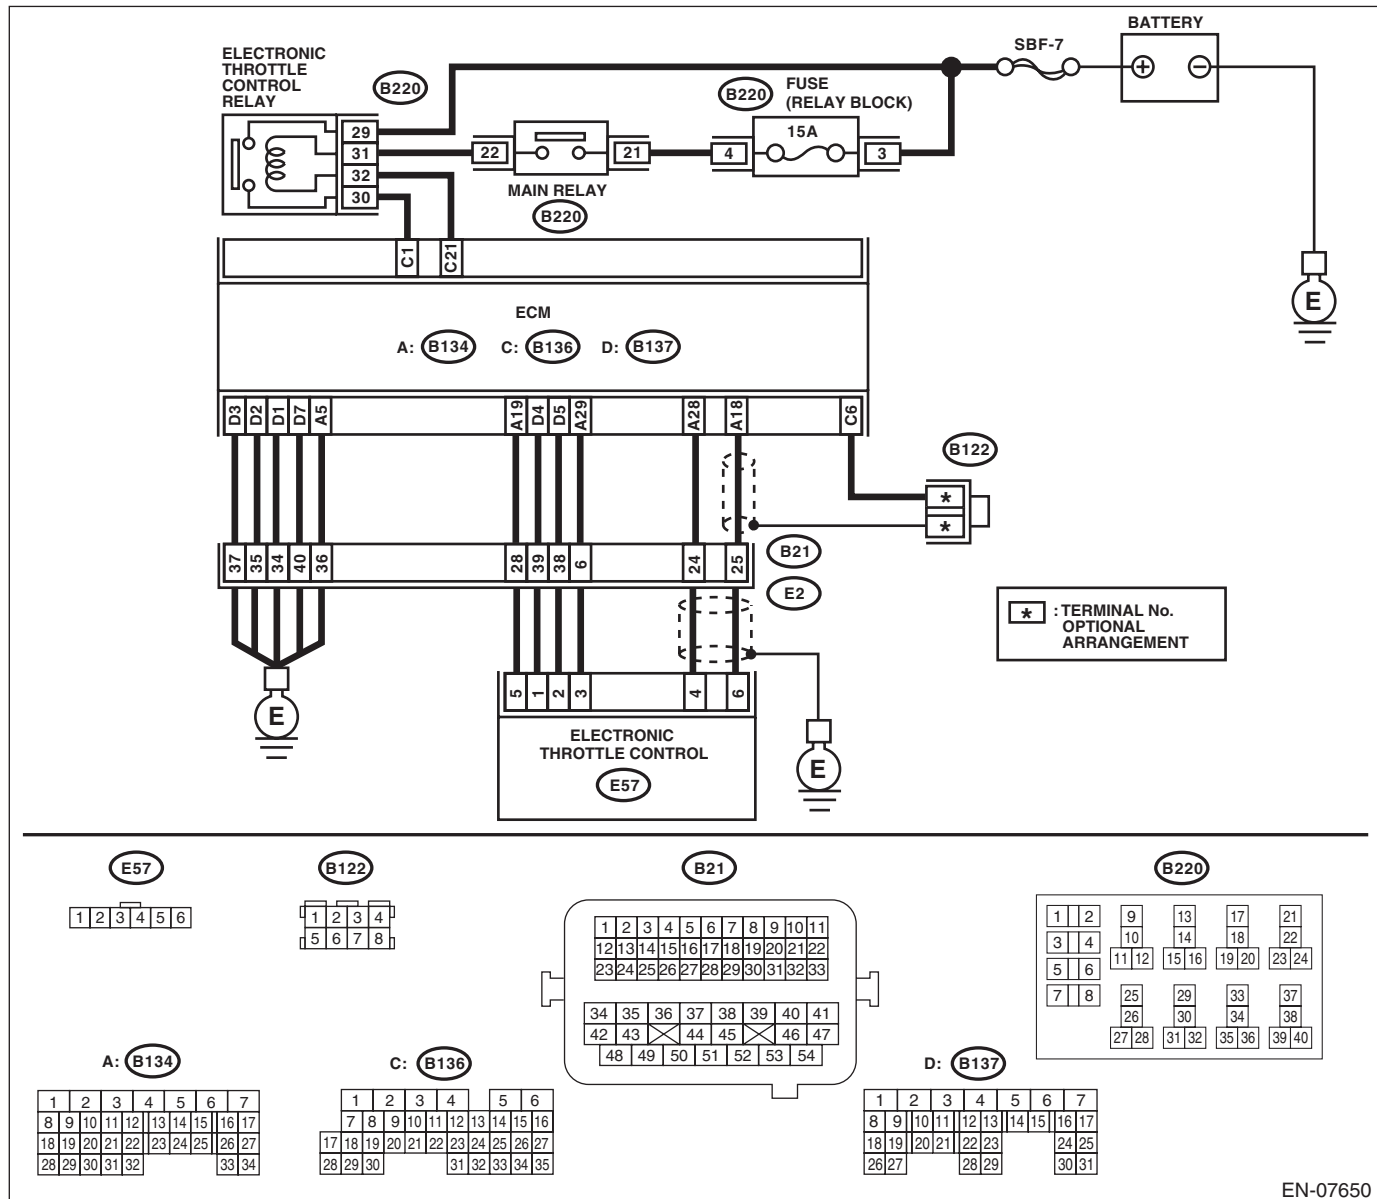 BATTERY
SBF-7
ELECTRONIC
THROTTLE
CONTROL
RELAY
B220
B220
FUSE
(RELAY BLOCK)
15A
29
31
32
30
22
21
4
3
MAIN RELAY
B220
E
C1 C21
ECM
A: B134 C: B136 D: B137
D3 D2 D1 D7 A5 A19 D4 D5 A29 A28 A18 C6
B122
*
*
37 35 34 40 36 28 39 38 6 24 25
B21
E2
* : TERMINAL No.
OPTIONAL
ARRANGEMENT
5 1 2 3 4 6
E
ELECTRONIC
THROTTLE CONTROL
E57
E
E57
1 2 3 4 5 6
B122
1 2 3 4
5 6 7 8
B21
1 2 3 4 5 6 7 8 9 10 11
12 13 14 15 16 17 18 19 20 21 22
23 24 25 26 27 28 29 30 31 32 33
34 35 36 37 38 39 40 41
42 43 44 45 46 47
48 49 50 51 52 53 54
B220
1 2 9 13 17 21
3 4 10 14 18 22
11 12 15 16 19 20 23 24
5 6
7 8 25 29 33 37
26 30 34 38
27 28 31 32 35 36 39 40
A: B134
1 2 3 4 5 6 7
8 9 10 11 12 13 14 15 16 17
18 19 20 21 22 23 24 25 26 27
28 29 30 31 32 33 34
C: B136
1 2 3 4 5 6
7 8 9 10 11 12 13 14 15 16
17 18 19 20 21 22 23 24 25 26 27
28 29 30 31 32 33 34 35
D: B137
1 2 3 4 5 6 7
8 9 10 11 12 13 14 15 16 17
18 19 20 21 22 23 24 25
26 27 28 29 30 31
EN-07650